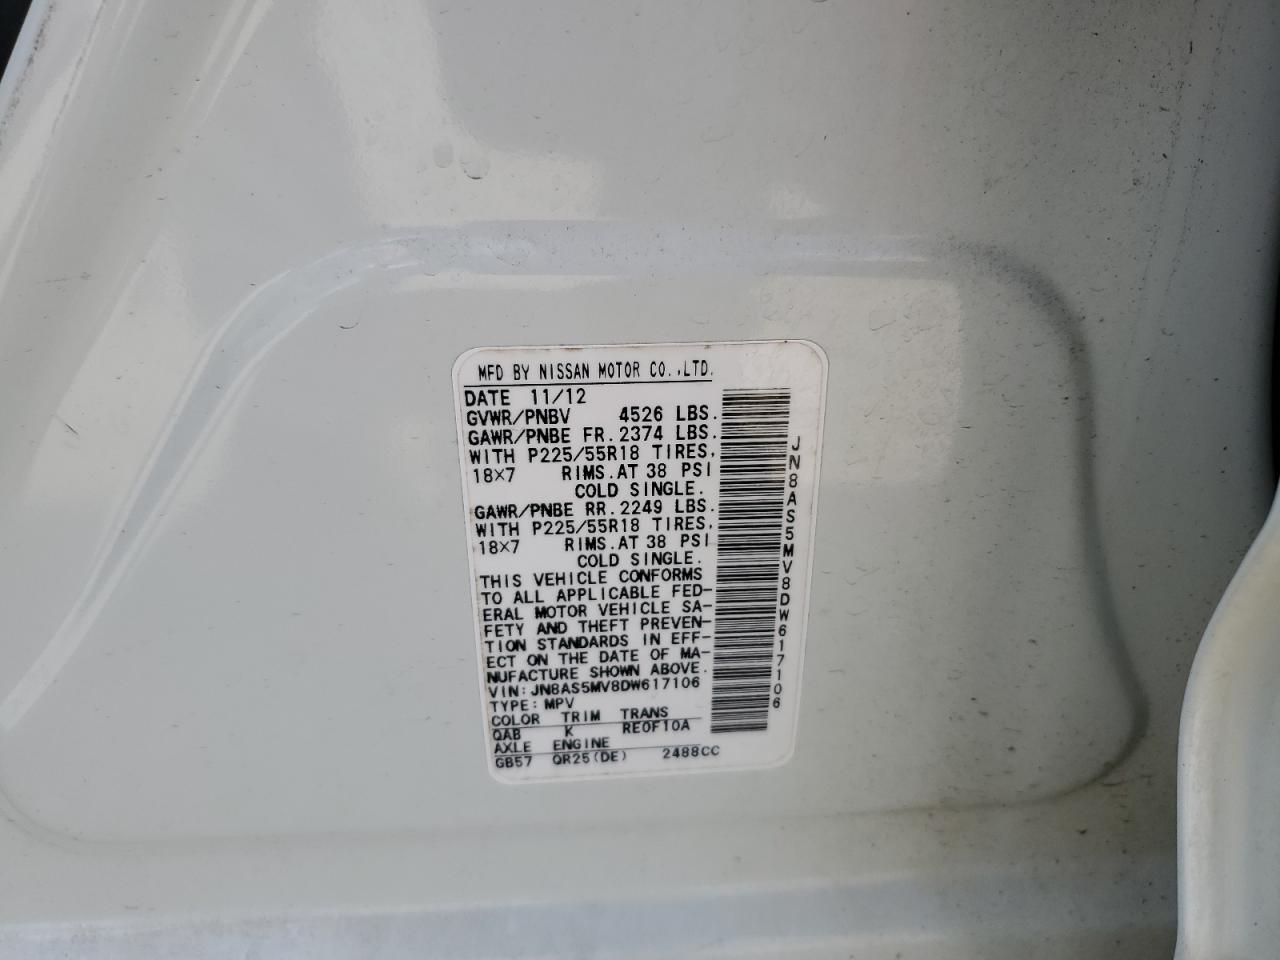 MFD BY NISSAN MOTOR CO.,LTD.
DATE 11/12
GVWR/PNBV 4526 LBS.
GAWR/PNBE FR. 2374 LBS.
WITH P225/55R18 TIRES,
18×7 RIMS.AT 38 PSI
COLD SINGLE.
GAWR/PNBE RR. 2249 LBS.
WITH P225/55R18 TIRES,
18×7 RIMS.AT 38 PSI
COLD SINGLE.
THIS VEHICLE CONFORMS
TO ALL APPLICABLE FED-
ERAL MOTOR VEHICLE SA-
FETY AND THEFT PREVEN-
TION STANDARDS IN EFF-
ECT ON THE DATE OF MA-
NUFACTURE SHOWN ABOVE.
VIN: JN8AS5MV8DW617106
TYPE: MPV
COLOR TRIM TRANS
QAB K RE0F10A
AXLE ENGINE
GB57 QR25(DE) 2488CC
JN8AS5MV8DW617106